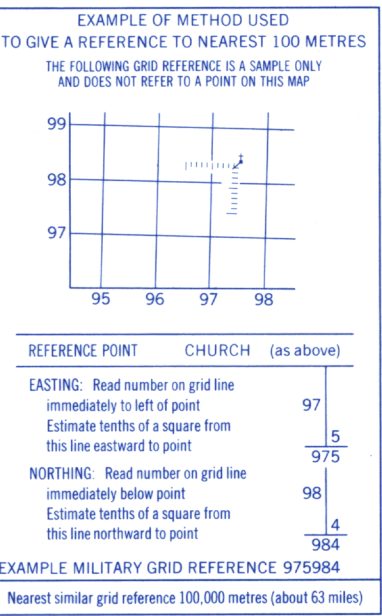 EXAMPLE OF METHOD USED
TO GIVE A REFERENCE TO NEAREST 100 METRES
THE FOLLOWING GRID REFERENCE IS A SAMPLE ONLY
AND DOES NOT REFER TO A POINT ON THIS MAP
99
98
97
95 96 97 98
REFERENCE POINT CHURCH (as above)
EASTING: Read number on grid line
immediately to left of point 97
Estimate tenths of a square from
this line eastward to point 5
975
NORTHING: Read number on grid line
immediately below point 98
Estimate tenths of a square from
this line northward to point 4
984
EXAMPLE MILITARY GRID REFERENCE 975984
Nearest similar grid reference 100,000 metres (about 63 miles)